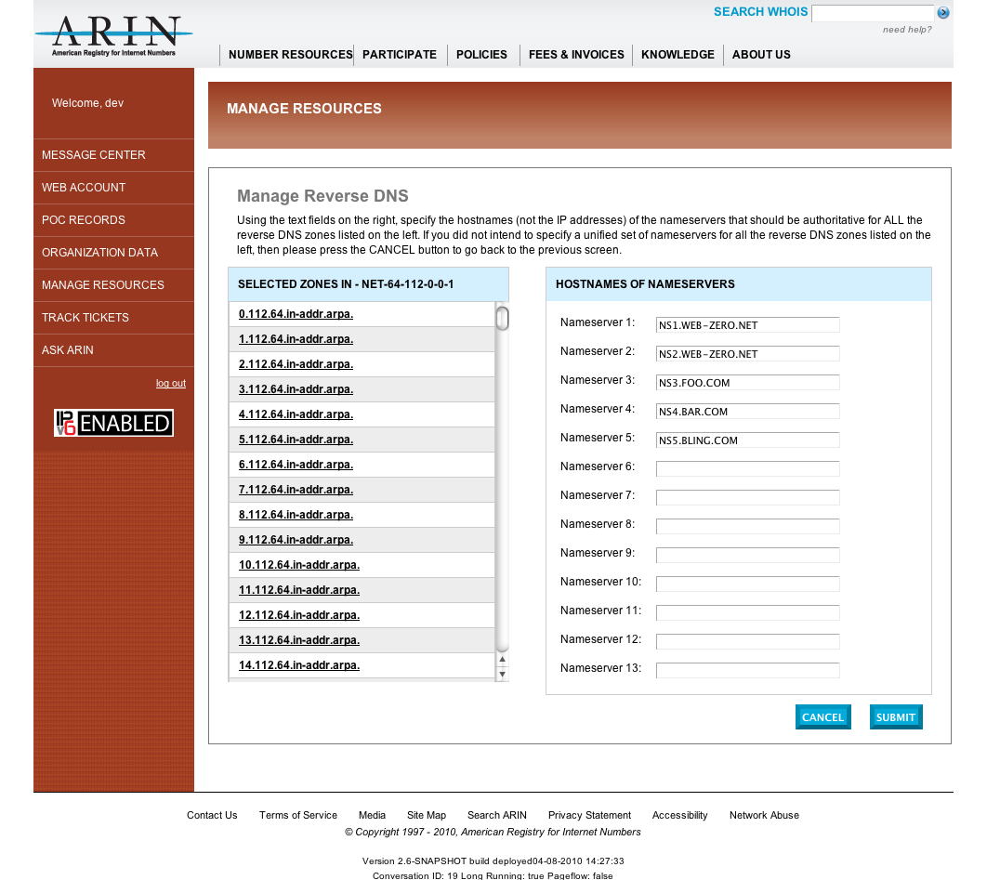 SEARCH WHOIS
need help?
ARIN
American Registry for Internet Numbers
NUMBER RESOURCES PARTICIPATE POLICIES FEES & INVOICES KNOWLEDGE ABOUT US
Welcome, dev
MESSAGE CENTER
WEB ACCOUNT
POC RECORDS
ORGANIZATION DATA
MANAGE RESOURCES
TRACK TICKETS
ASK ARIN
log out
IPv6 ENABLED
MANAGE RESOURCES
Manage Reverse DNS
Using the text fields on the right, specify the hostnames (not the IP addresses) of the nameservers that should be authoritative for ALL the
reverse DNS zones listed on the left. If you did not intend to specify a unified set of nameservers for all the reverse DNS zones listed on the
left, then please press the CANCEL button to go back to the previous screen.
SELECTED ZONES IN - NET-64-112-0-0-1
0.112.64.in-addr.arpa.
1.112.64.in-addr.arpa.
2.112.64.in-addr.arpa.
3.112.64.in-addr.arpa.
4.112.64.in-addr.arpa.
5.112.64.in-addr.arpa.
6.112.64.in-addr.arpa.
7.112.64.in-addr.arpa.
8.112.64.in-addr.arpa.
9.112.64.in-addr.arpa.
10.112.64.in-addr.arpa.
11.112.64.in-addr.arpa.
12.112.64.in-addr.arpa.
13.112.64.in-addr.arpa.
14.112.64.in-addr.arpa.
HOSTNAMES OF NAMESERVERS
Nameserver 1: NS1.WEB-ZERO.NET
Nameserver 2: NS2.WEB-ZERO.NET
Nameserver 3: NS3.FOO.COM
Nameserver 4: NS4.BAR.COM
Nameserver 5: NS5.BLING.COM
Nameserver 6:
Nameserver 7:
Nameserver 8:
Nameserver 9:
Nameserver 10:
Nameserver 11:
Nameserver 12:
Nameserver 13:
CANCEL SUBMIT
Contact Us Terms of Service Media Site Map Search ARIN Privacy Statement Accessibility Network Abuse
© Copyright 1997 - 2010, American Registry for Internet Numbers
Version 2.6-SNAPSHOT build deployed04-08-2010 14:27:33
Conversation ID: 19 Long Running: true Pageflow: false